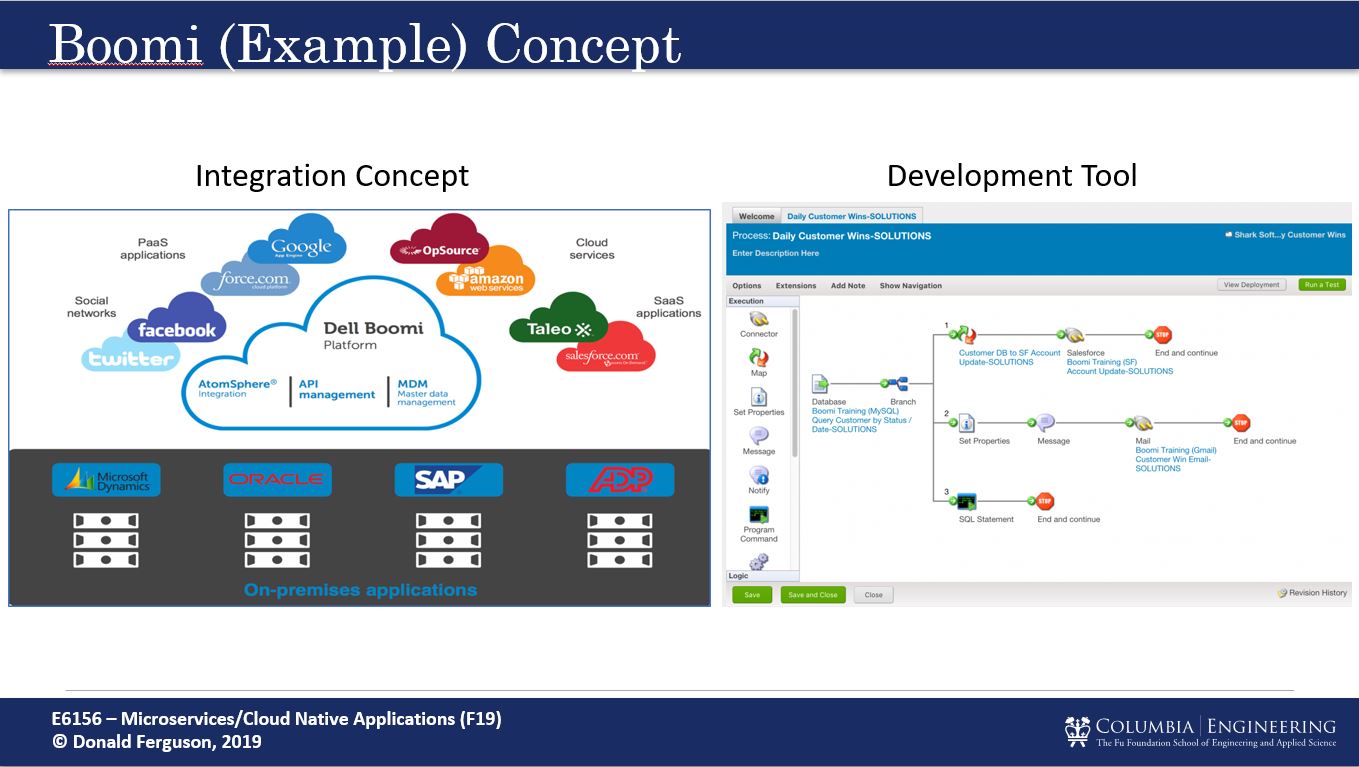 Boomi (Example) Concept
Integration Concept
Development Tool
PaaS
applications
Google
App Engine
OpSource
Cloud
services
force.com
cloud platform
amazon
web services
Social
networks
facebook
Dell Boomi
Platform
Taleo
SaaS
applications
twitter
salesforce.com
AtomSphere®
Integration
API
management
MDM
Master data
management
Microsoft
Dynamics
ORACLE
SAP
ADP
On-premises applications
Welcome
Daily Customer Wins-SOLUTIONS
Process: Daily Customer Wins-SOLUTIONS
Shark Soft...y Customer Wins
Enter Description Here
Options
Extensions
Add Note
Show Navigation
View Deployment
Run a Test
Execution
Connector
Map
Set Properties
Message
Notify
Program
Command
Logic
Database
Boomi Training (MySQL)
Query Customer by Status /
Date-SOLUTIONS
Branch
1
Customer DB to SF Account
Update-SOLUTIONS
Salesforce
Boomi Training (SF)
Account Update-SOLUTIONS
STOP
End and continue
2
Set Properties
Message
Mail
Boomi Training (Gmail)
Customer Win Email-
SOLUTIONS
STOP
End and continue
3
SQL Statement
STOP
End and continue
Save
Save and Close
Close
Revision History
E6156 – Microservices/Cloud Native Applications (F19)
© Donald Ferguson, 2019
COLUMBIA | ENGINEERING
The Fu Foundation School of Engineering and Applied Science